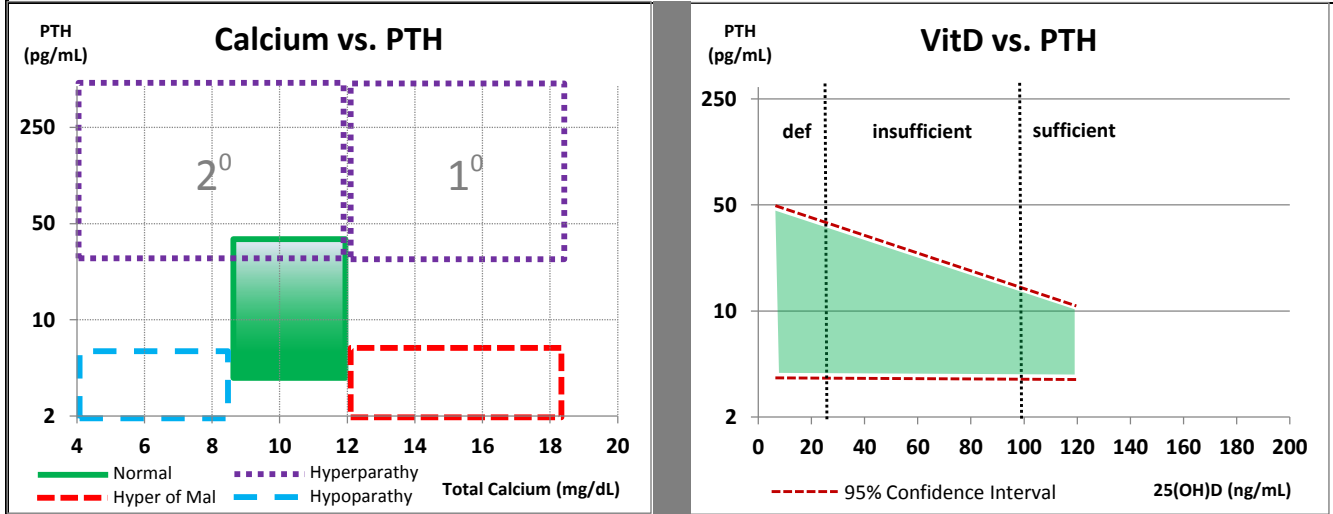 PTH
(pg/mL)
Calcium vs. PTH
250
50
10
2
2⁰
1⁰
4 6 8 10 12 14 16 18 20
Normal
Hyperparathy
Hyper of Mal
Hypoparathy
Total Calcium (mg/dL)
PTH
(pg/mL)
VitD vs. PTH
250
50
10
2
def
insufficient
sufficient
0 20 40 60 80 100 120 140 160 180 200
95% Confidence Interval
25(OH)D (ng/mL)